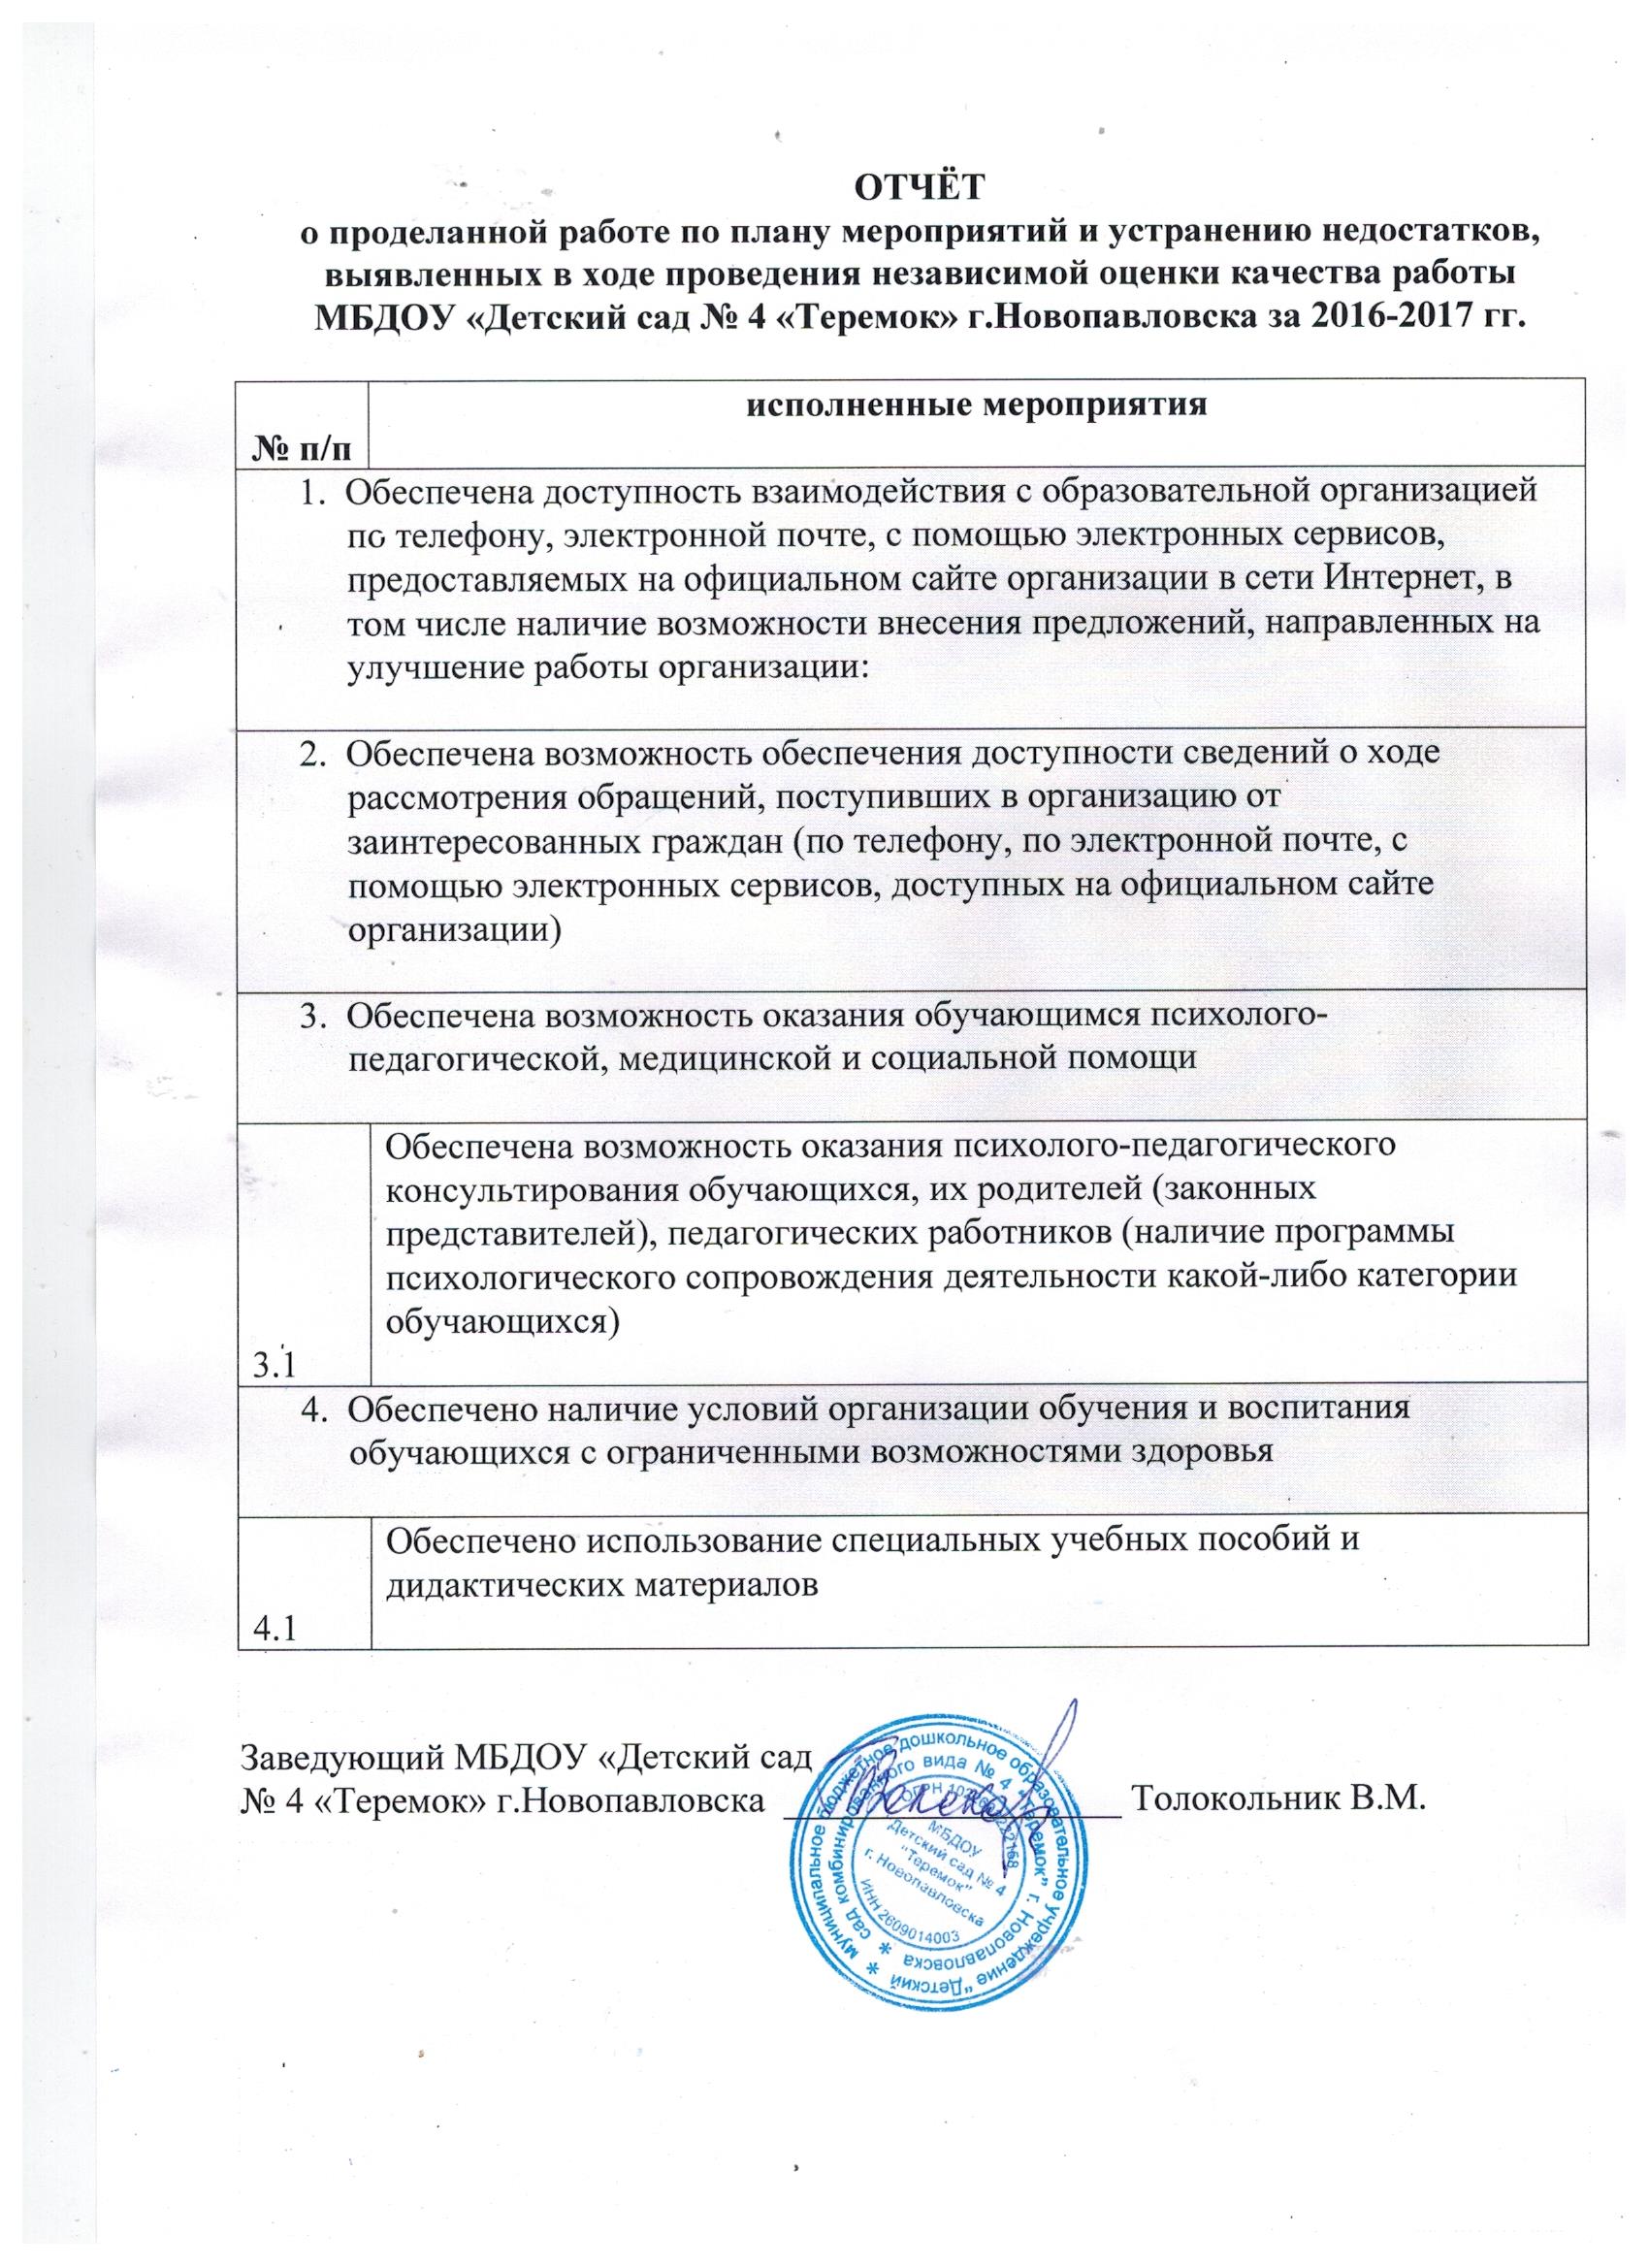 ОТЧЁТ
о проделанной работе по плану мероприятий и устранению недостатков,
выявленных в ходе проведения независимой оценки качества работы
МБДОУ «Детский сад № 4 «Теремок» г.Новопавловска за 2016-2017 гг.
№ п/п
исполненные мероприятия
1. Обеспечена доступность взаимодействия с образовательной организацией
по телефону, электронной почте, с помощью электронных сервисов,
предоставляемых на официальном сайте организации в сети Интернет, в
том числе наличие возможности внесения предложений, направленных на
улучшение работы организации:
2. Обеспечена возможность обеспечения доступности сведений о ходе
рассмотрения обращений, поступивших в организацию от
заинтересованных граждан (по телефону, по электронной почте, с
помощью электронных сервисов, доступных на официальном сайте
организации)
3. Обеспечена возможность оказания обучающимся психолого-
педагогической, медицинской и социальной помощи
3.1
Обеспечена возможность оказания психолого-педагогического
консультирования обучающихся, их родителей (законных
представителей), педагогических работников (наличие программы
психологического сопровождения деятельности какой-либо категории
обучающихся)
4. Обеспечено наличие условий организации обучения и воспитания
обучающихся с ограниченными возможностями здоровья
4.1
Обеспечено использование специальных учебных пособий и
дидактических материалов
Заведующий МБДОУ «Детский сад
№ 4 «Теремок» г.Новопавловска Толокольник В.М.
муниципальное бюджетное дошкольное образовательное учреждение "Детский
сад комбинированного вида № 4 "Теремок" г. Новопавловска
ОГРН
МБДОУ
Детский сад № 4
"Теремок"
г. Новопавловска
ИНН 2609014003